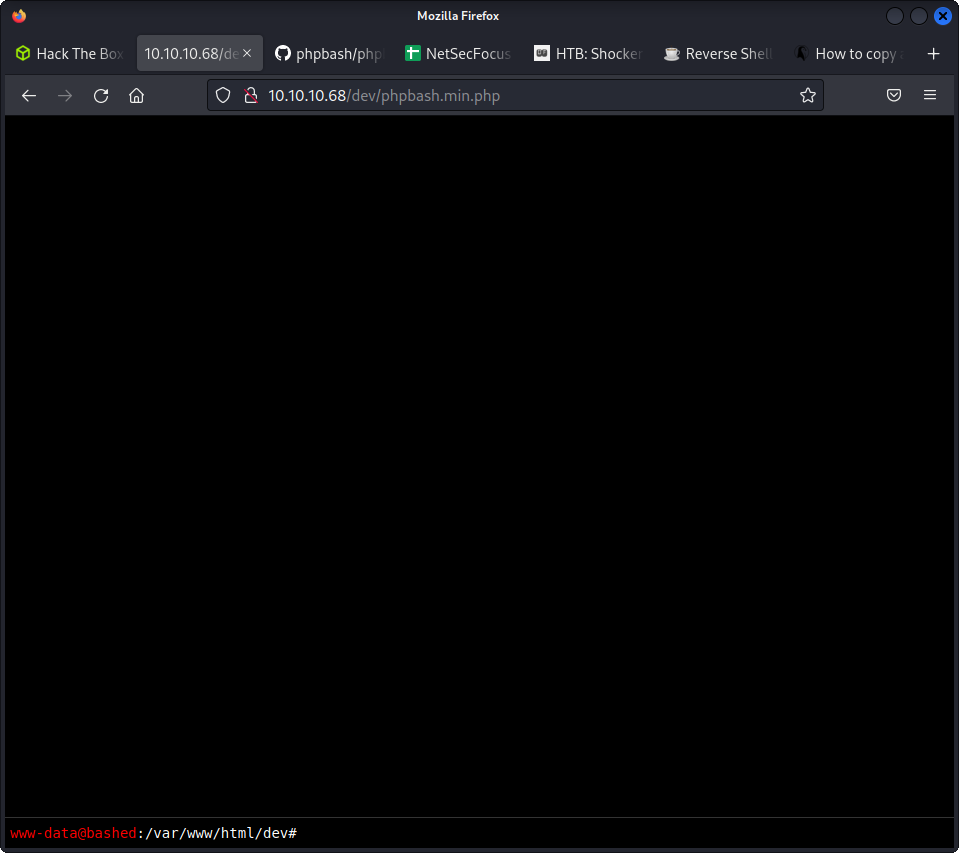 Mozilla Firefox
Hack The Box 10.10.10.68/de phpbash/php NetSecFocus HTB: Shocker Reverse Shell How to copy
10.10.10.68/dev/phpbash.min.php
www-data@bashed:/var/www/html/dev#